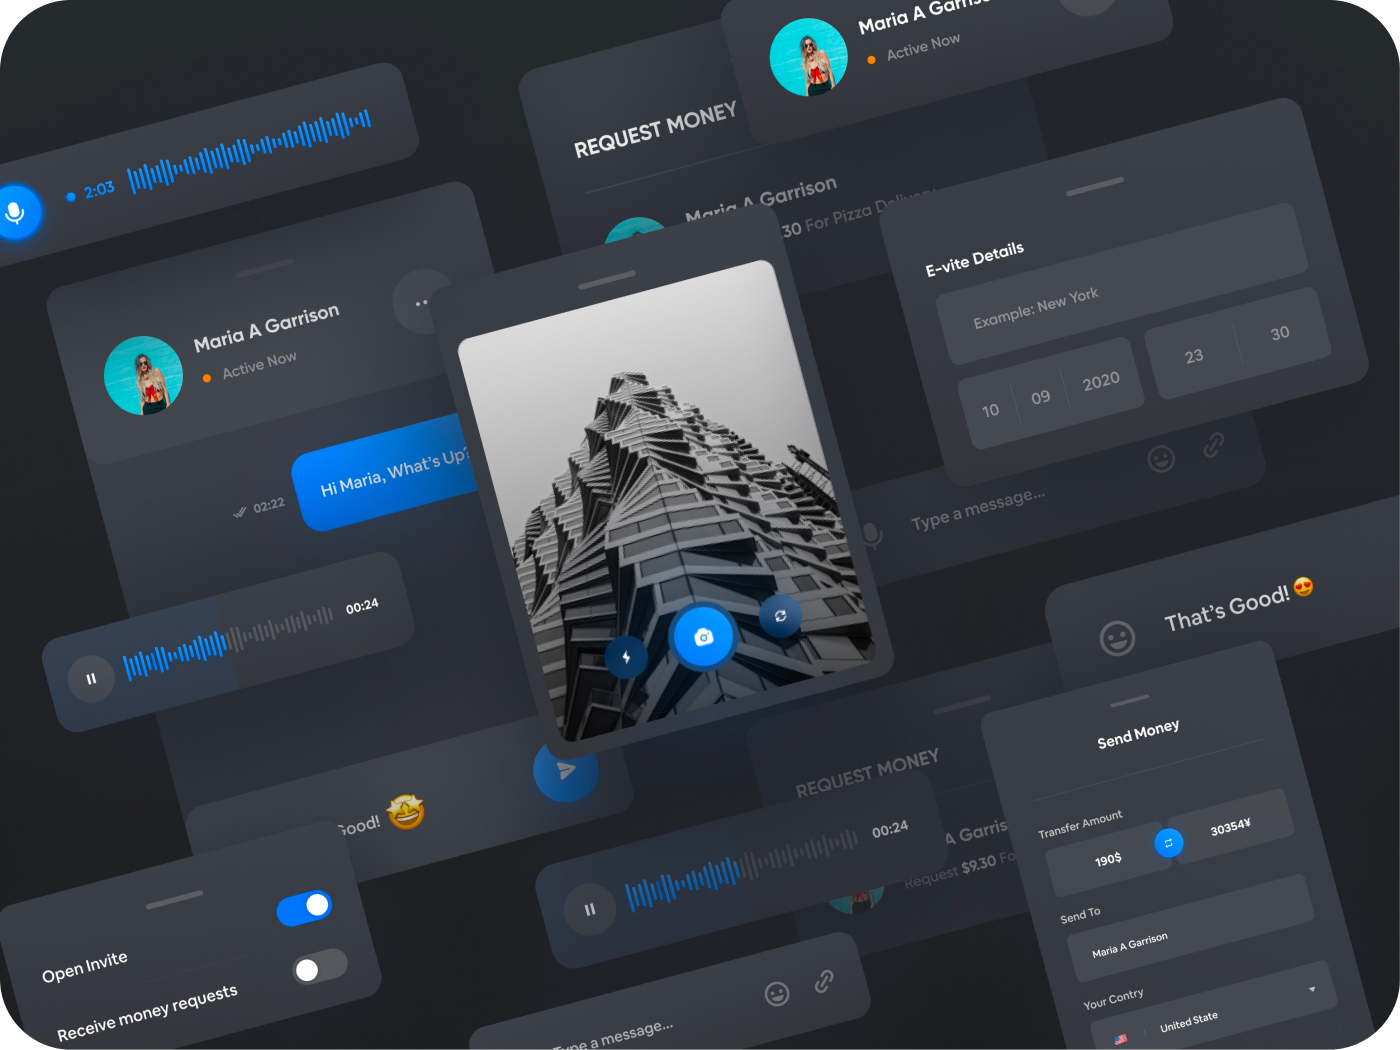 Maria A
Active Now
2:03
REQUEST MONEY
Maria A Garrison
30 For Pizza Delivery
E-vite Details
Example: New York
10 09 2020
23 30
Maria A Garrison
Active Now
Hi Maria, What's Up?
02:22
Type a message...
00:24
That's Good!
Send Money
Transfer Amount
190$
30354¥
Send To
Maria A Garrison
Your Contry
United State
REQUEST MONEY
A Garris
Request $9.30 Fo
00:24
Good!
Open Invite
Receive money requests
Type a message...